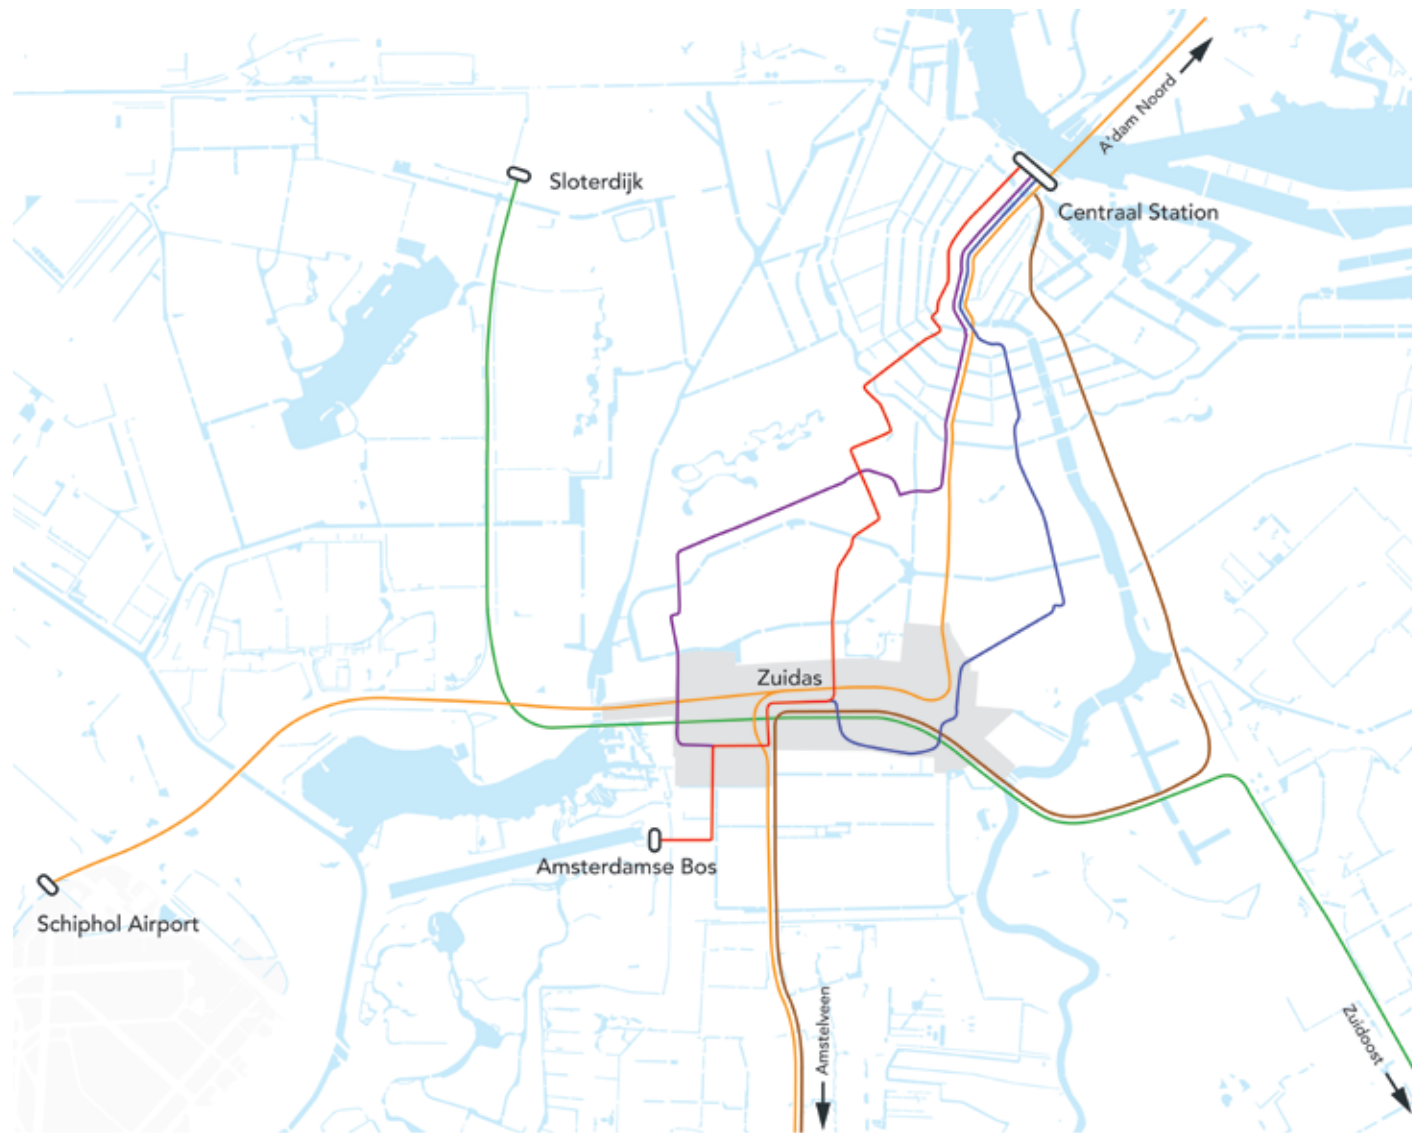 A'dam Noord
Sloterdijk
Centraal Station
Zuidas
Amsterdamse Bos
Schiphol Airport
Amstelveen
Zuidoost